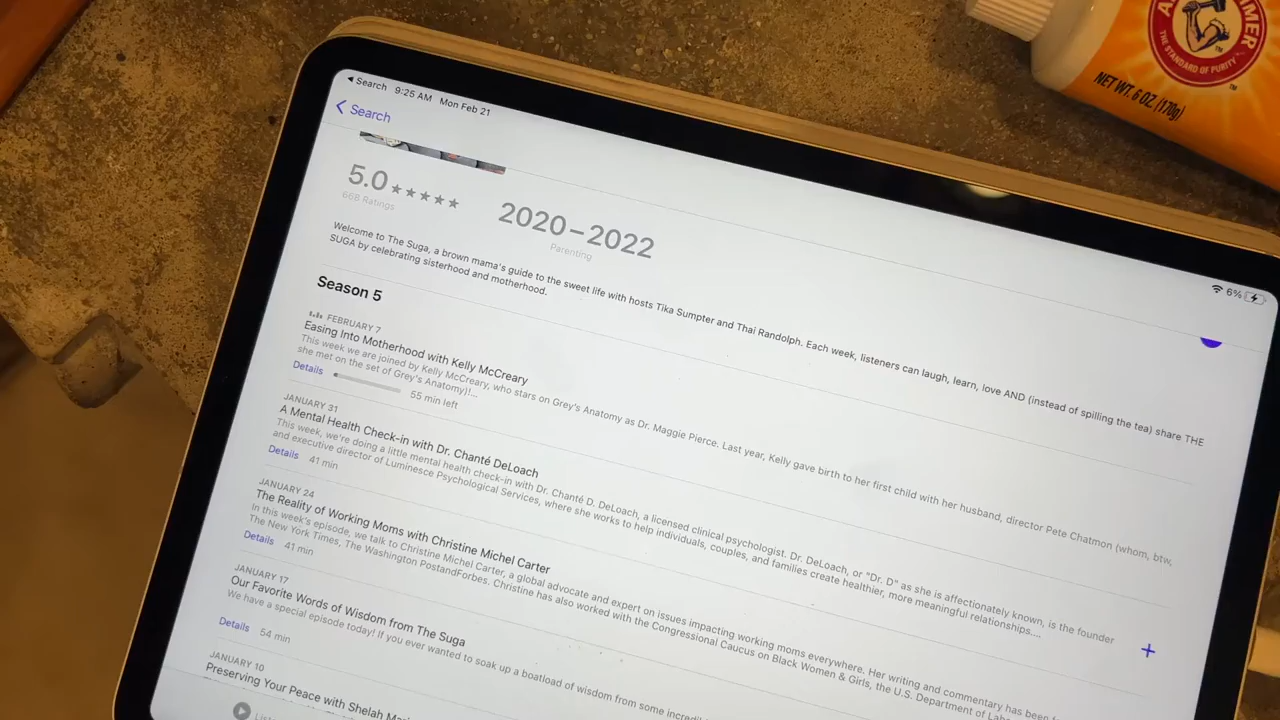 Search 9:25 AM Mon Feb 21
Search
6%
5.0
668 Ratings
2020–2022
Parenting
Welcome to The Suga, a brown mama's guide to the sweet life with hosts Tika Sumpter and Thai Randolph. Each week, listeners can laugh, learn, love AND (instead of spilling the tea) share THE
SUGA by celebrating sisterhood and motherhood.
Season 5
FEBRUARY 7
Easing Into Motherhood with Kelly McCreary
This week we are joined by Kelly McCreary, who stars on Grey's Anatomy as Dr. Maggie Pierce. Last year, Kelly gave birth to her first child with her husband, director Pete Chatmon (whom, btw,
she met on the set of Grey's Anatomy)!...
Details 55 min left
JANUARY 31
A Mental Health Check-in with Dr. Chanté DeLoach
This week, we're doing a little mental health check-in with Dr. Chanté D. DeLoach, a licensed clinical psychologist. Dr. DeLoach, or "Dr. D" as she is affectionately known, is the founder
and executive director of Luminesce Psychological Services, where she works to help individuals, couples, and families create healthier, more meaningful relationships....
Details 41 min
JANUARY 24
The Reality of Working Moms with Christine Michel Carter
In this week's episode, we talk to Christine Michel Carter, a global advocate and expert on issues impacting working moms everywhere. Her writing and commentary has been
The New York Times, The Washington PostandForbes. Christine has also worked with the Congressional Caucus on Black Women & Girls, the U.S. Department of
Details 41 min
JANUARY 17
Our Favorite Words of Wisdom from The Suga
We have a special episode today! If you ever wanted to soak up a boatload of wisdom from some
Details 54 min
JANUARY 10
Preserving Your Peace with Shelah
THE STANDARD OF PURITY
NET WT. 6 OZ. (170g)